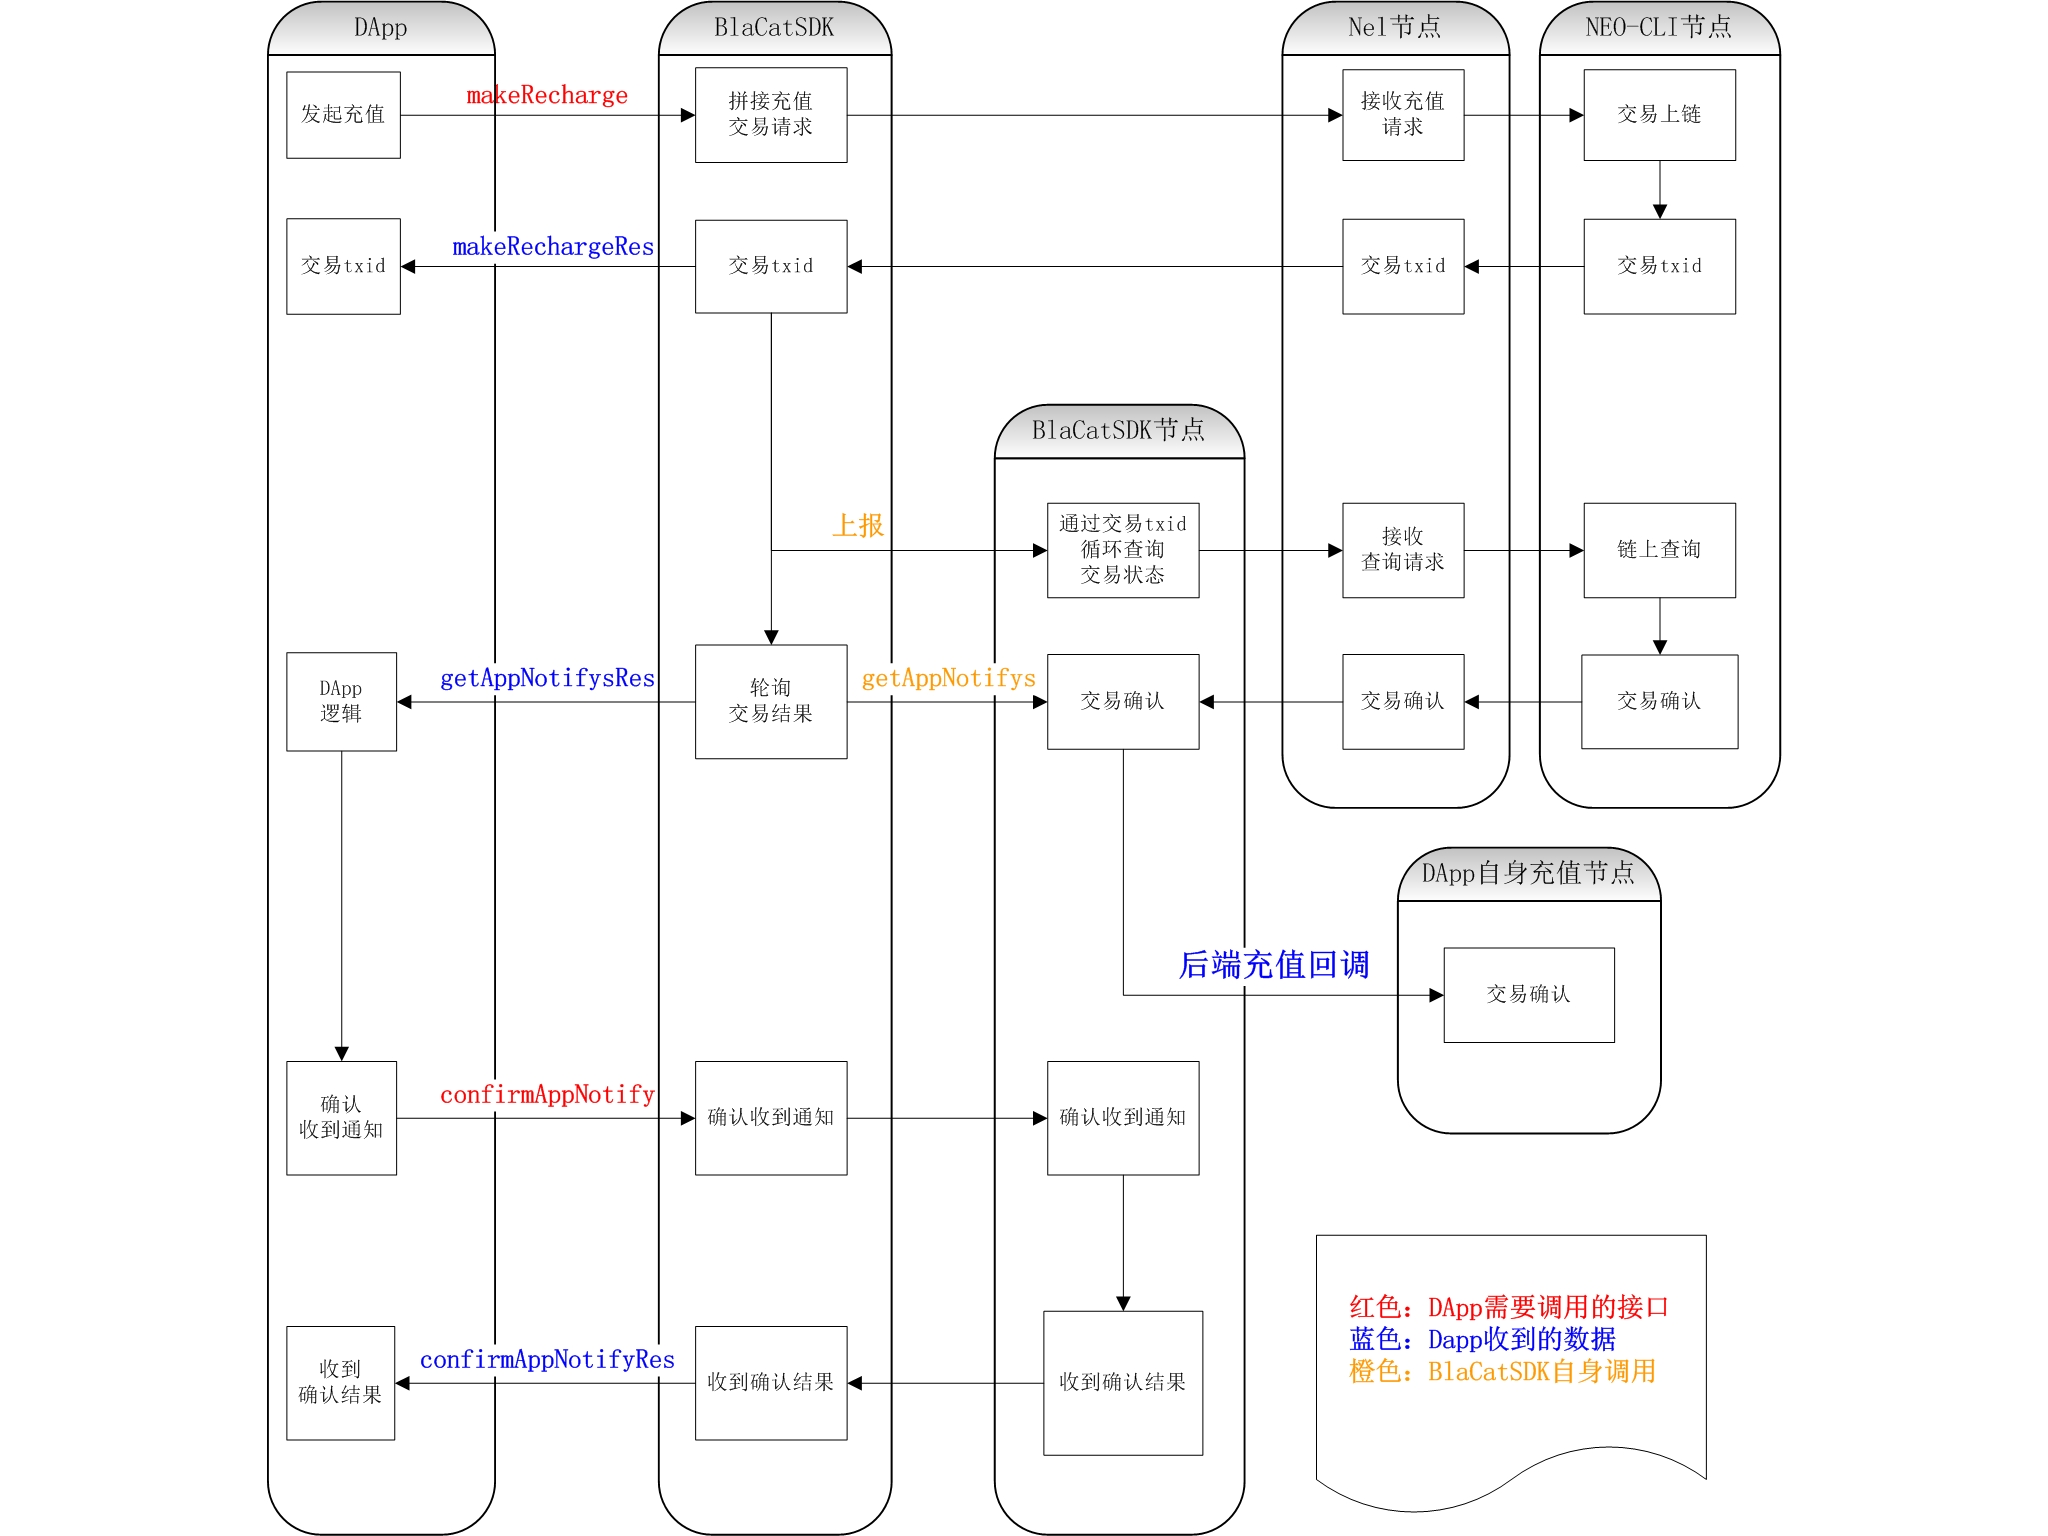 DApp
BlaCatSDK
Nel节点
NEO-CLI节点
发起充值
makeRecharge
拼接充值
交易请求
接收充值
请求
交易上链
交易txid
makeRechargeRes
交易txid
交易txid
交易txid
BlaCatSDK节点
上报
通过交易txid
循环查询
交易状态
接收
查询请求
链上查询
DApp
逻辑
getAppNotifysRes
轮询
交易结果
getAppNotifys
交易确认
交易确认
交易确认
DApp自身充值节点
后端充值回调
交易确认
确认
收到通知
confirmAppNotify
确认收到通知
确认收到通知
收到
确认结果
confirmAppNotifyRes
收到确认结果
收到确认结果
红色：DApp需要调用的接口
蓝色：Dapp收到的数据
橙色：BlaCatSDK自身调用